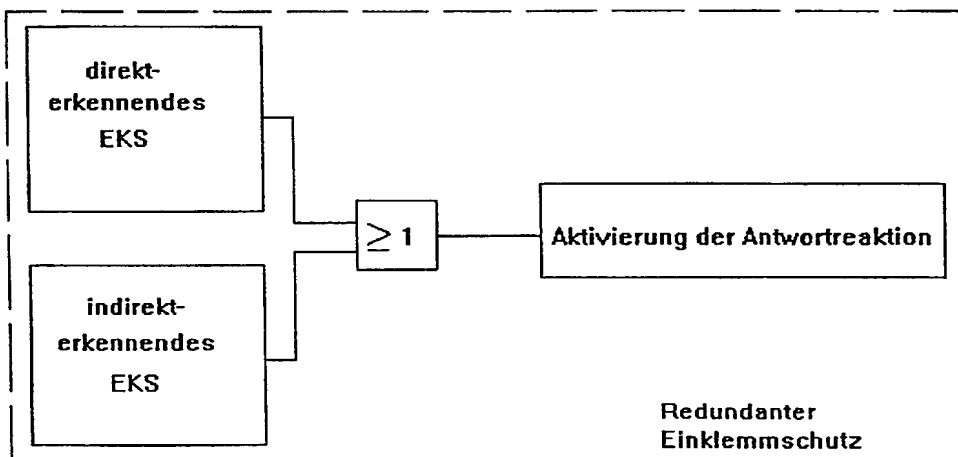 direkt-
erkennendes
EKS
≥ 1
Aktivierung der Antwortreaktion
indirekt-
erkennendes
EKS
Redundanter
Einklemmschutz